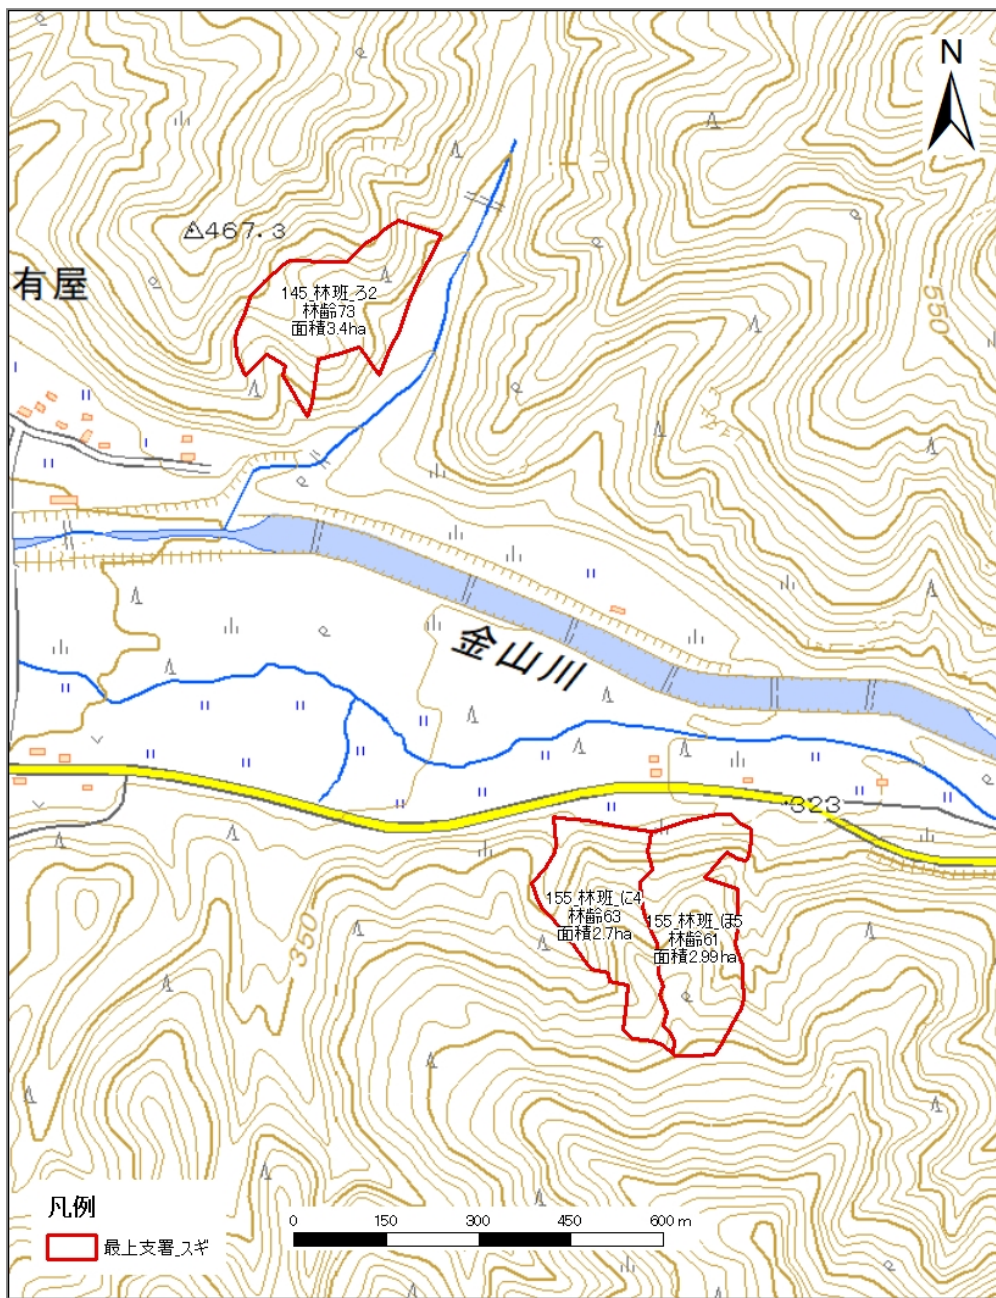 N
467.3
有屋
145_林班_ろ2
林齢73
面積3.4ha
550
金山川
323
350
155_林班_に4
林齢63
面積2.7ha
155_林班_ほ5
林齢61
面積2.99ha
凡例
最上支署_スギ
0 150 300 450 600 m